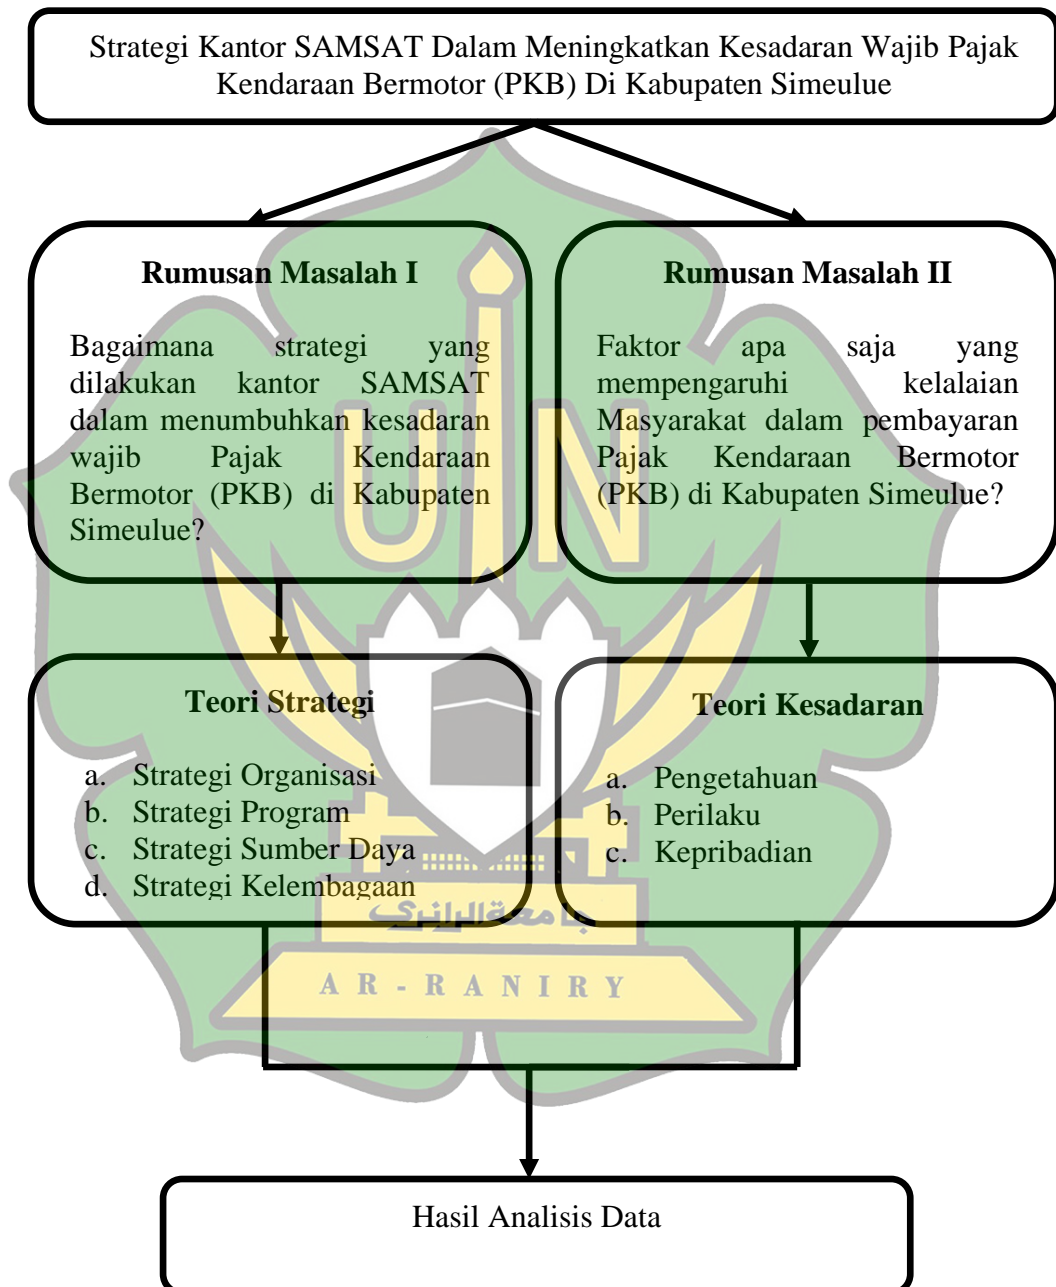 Strategi Kantor SAMSAT Dalam Meningkatkan Kesadaran Wajib Pajak
Kendaraan Bermotor (PKB) Di Kabupaten Simeulue
Rumusan Masalah I
Bagaimana strategi yang
dilakukan kantor SAMSAT
dalam menumbuhkan kesadaran
wajib Pajak Kendaraan
Bermotor (PKB) di Kabupaten
Simeulue?
Rumusan Masalah II
Faktor apa saja yang
mempengaruhi kelalaian
Masyarakat dalam pembayaran
Pajak Kendaraan Bermotor
(PKB) di Kabupaten Simeulue?
UIN
Teori Strategi
a. Strategi Organisasi
b. Strategi Program
c. Strategi Sumber Daya
d. Strategi Kelembagaan
Teori Kesadaran
a. Pengetahuan
b. Perilaku
c. Kepribadian
جامعة الرانري
AR-RANIRY
Hasil Analisis Data